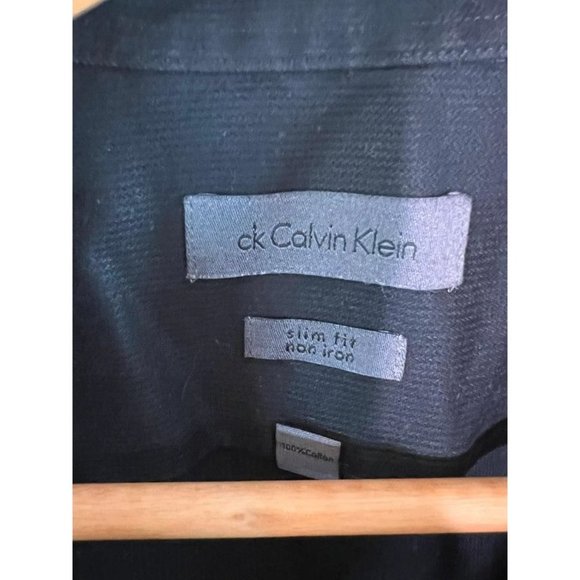 ck Calvin Klein
slim fit
non iron
100%Cotton